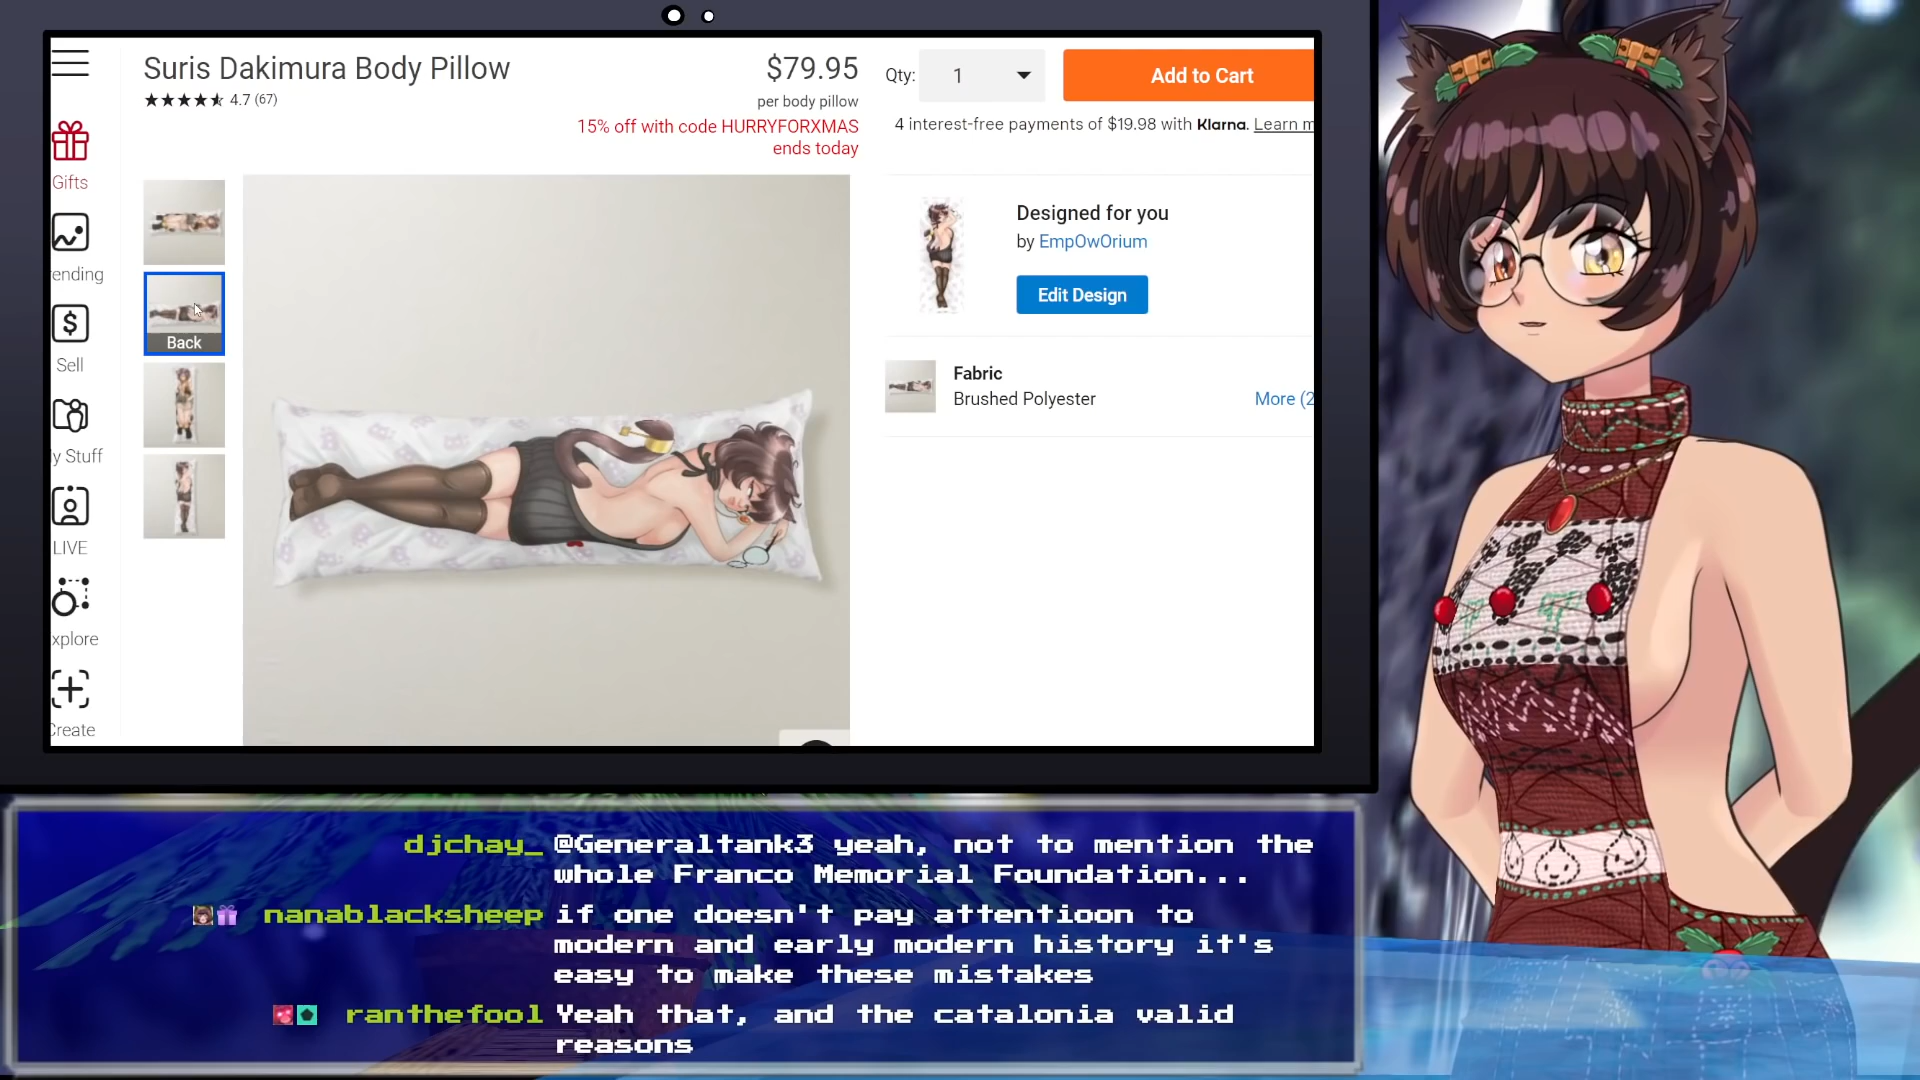 Suris Dakimura Body Pillow
4.7 (67)
$79.95
per body pillow
15% off with code HURRYFORXMAS
ends today
Qty: 1
Add to Cart
4 interest-free payments of $19.98 with Klarna. Learn m
Gifts
ending
Sell
y Stuff
LIVE
xplore
Create
Back
Designed for you
by EmpOwOrium
Edit Design
Fabric
Brushed Polyester
More (2
djchay_ @Generaltank3 yeah, not to mention the
whole Franco Memorial Foundation...
nanablacksheep if one doesn't pay attentioon to
modern and early modern history it's
easy to make these mistakes
ranthefool Yeah that, and the catalonia valid
reasons